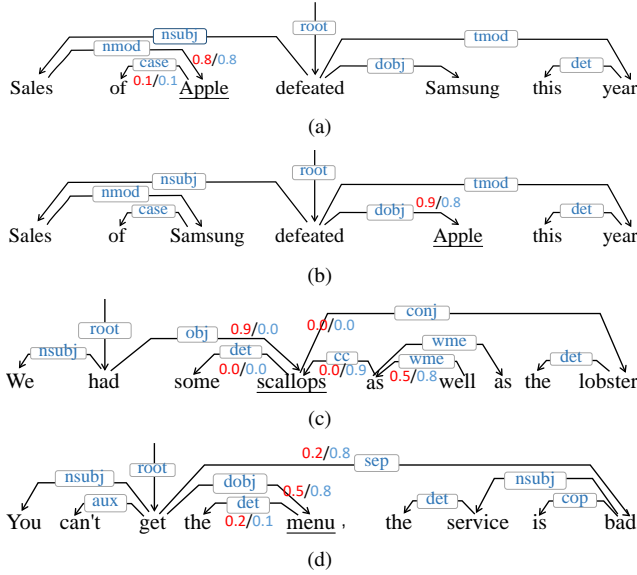 root
nsubj tmod
nmod
case 0.8/0.8 dobj det
0.1/0.1
Sales of Apple defeated Samsung this year
(a)
root
nsubj tmod
nmod 0.9/0.8
case dobj det
Sales of Samsung defeated Apple this year
(b)
conj
root obj 0.9/0.0 0.0/0.0
wme
nsubj det cc wme det
0.0/0.0 0.0/0.9 0.5/0.8
We had some scallops as well as the lobster
(c)
0.2/0.8
root sep
nsubj dobj 0.5/0.8 nsubj
aux det det cop
0.2/0.1
You can't get the menu , the service is bad
(d)